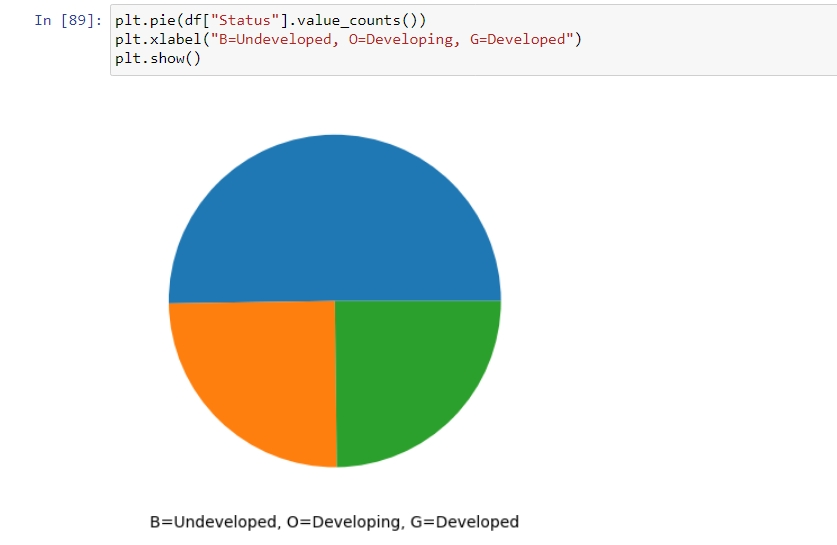 In [89]: plt.pie(df["Status"].value_counts())
plt.xlabel("B=Undeveloped, O=Developing, G=Developed")
plt.show()
B=Undeveloped, O=Developing, G=Developed